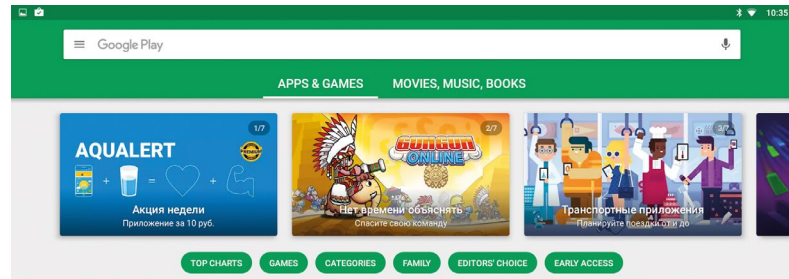 10:35
Google Play
APPS & GAMES MOVIES, MUSIC, BOOKS
1/7
AQUALERT
PREMIUM
+ = +
Акция недели
Приложение за 10 руб.
2/7
GUNGUN
ONLINE
Нет времени объяснять
Спасите свою команду
3/7
Транспортные приложения
Планируйте поездки от и до
TOP CHARTS GAMES CATEGORIES FAMILY EDITORS' CHOICE EARLY ACCESS